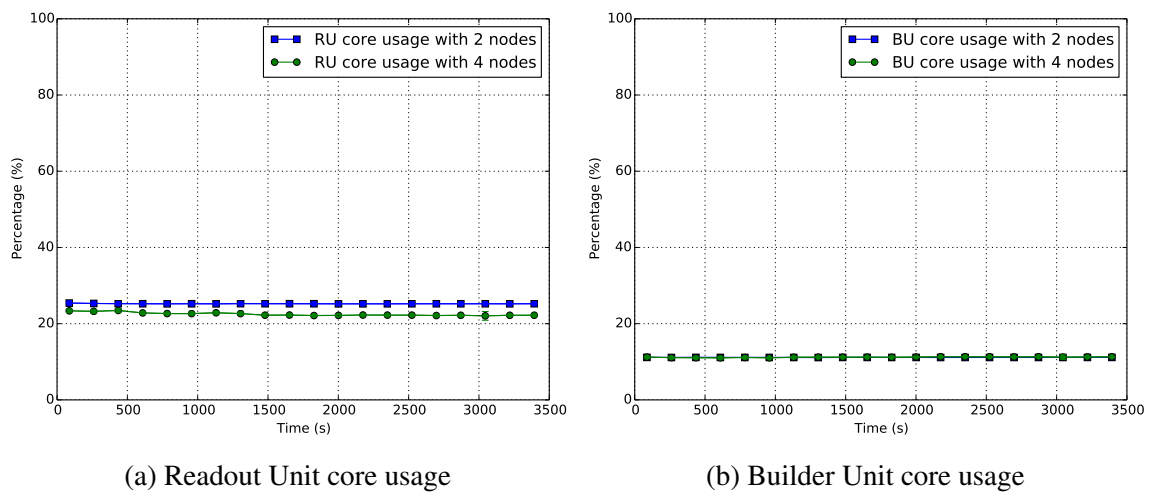 100
80
60
40
20
0
Percentage (%)
RU core usage with 2 nodes
RU core usage with 4 nodes
0 500 1000 1500 2000 2500 3000 3500
Time (s)
(a) Readout Unit core usage
100
80
60
40
20
0
Percentage (%)
BU core usage with 2 nodes
BU core usage with 4 nodes
0 500 1000 1500 2000 2500 3000 3500
Time (s)
(b) Builder Unit core usage